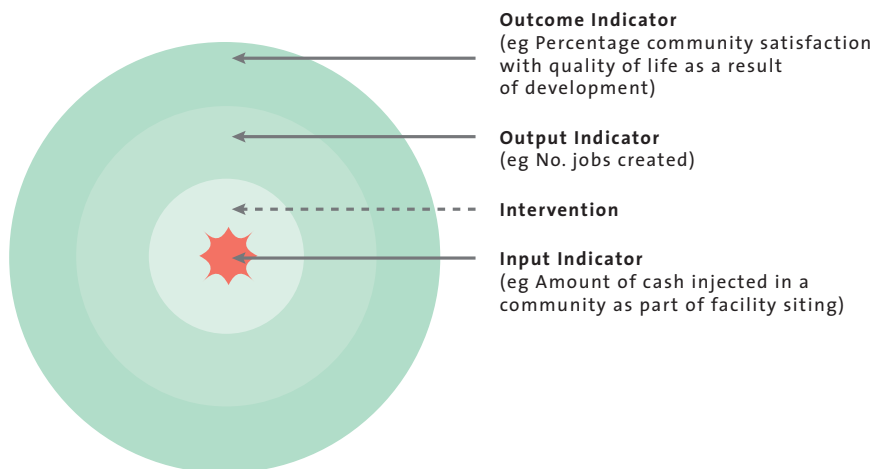 Outcome Indicator
(eg Percentage community satisfaction
with quality of life as a result
of development)
Output Indicator
(eg No. jobs created)
Intervention
Input Indicator
(eg Amount of cash injected in a
community as part of facility siting)